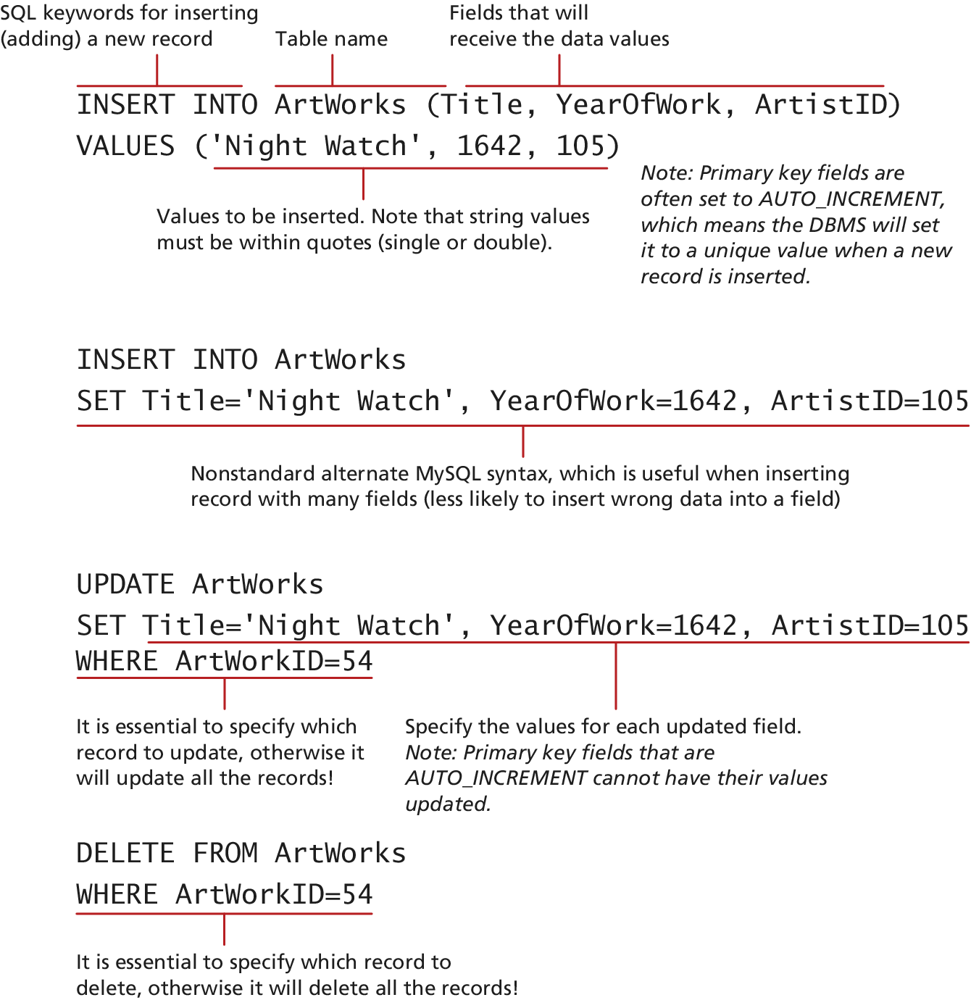 SQL keywords for inserting
(adding) a new record
Table name
Fields that will
receive the data values
INSERT INTO ArtWorks (Title, YearOfWork, ArtistID)
VALUES ('Night Watch', 1642, 105)
Values to be inserted. Note that string values
must be within quotes (single or double).
Note: Primary key fields are
often set to AUTO_INCREMENT,
which means the DBMS will set
it to a unique value when a new
record is inserted.
INSERT INTO ArtWorks
SET Title='Night Watch', YearOfWork=1642, ArtistID=105
Nonstandard alternate MySQL syntax, which is useful when inserting
record with many fields (less likely to insert wrong data into a field)
UPDATE ArtWorks
SET Title='Night Watch', YearOfWork=1642, ArtistID=105
WHERE ArtWorkID=54
It is essential to specify which
record to update, otherwise it
will update all the records!
Specify the values for each updated field.
Note: Primary key fields that are
AUTO_INCREMENT cannot have their values
updated.
DELETE FROM ArtWorks
WHERE ArtWorkID=54
It is essential to specify which record to
delete, otherwise it will delete all the records!